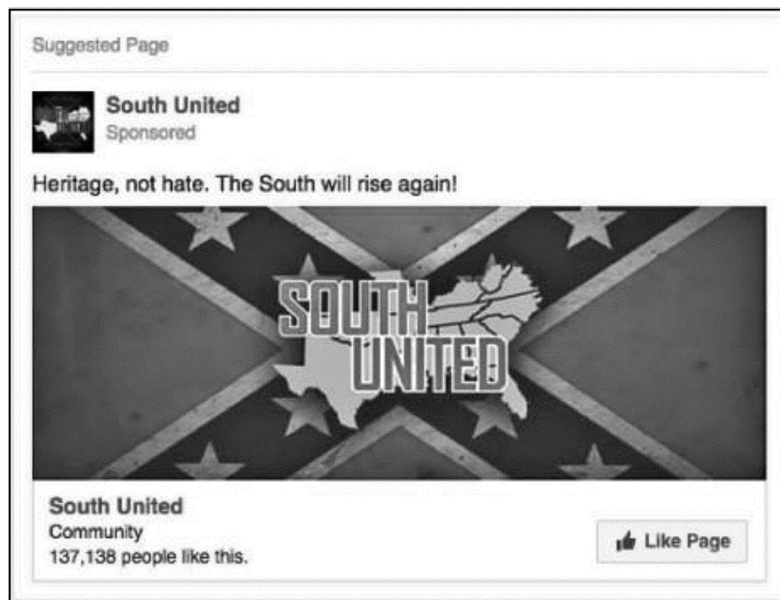 Suggested Page
South United
Sponsored
Heritage, not hate. The South will rise again!
SOUTH
UNITED
South United
Community
137,138 people like this.
Like Page